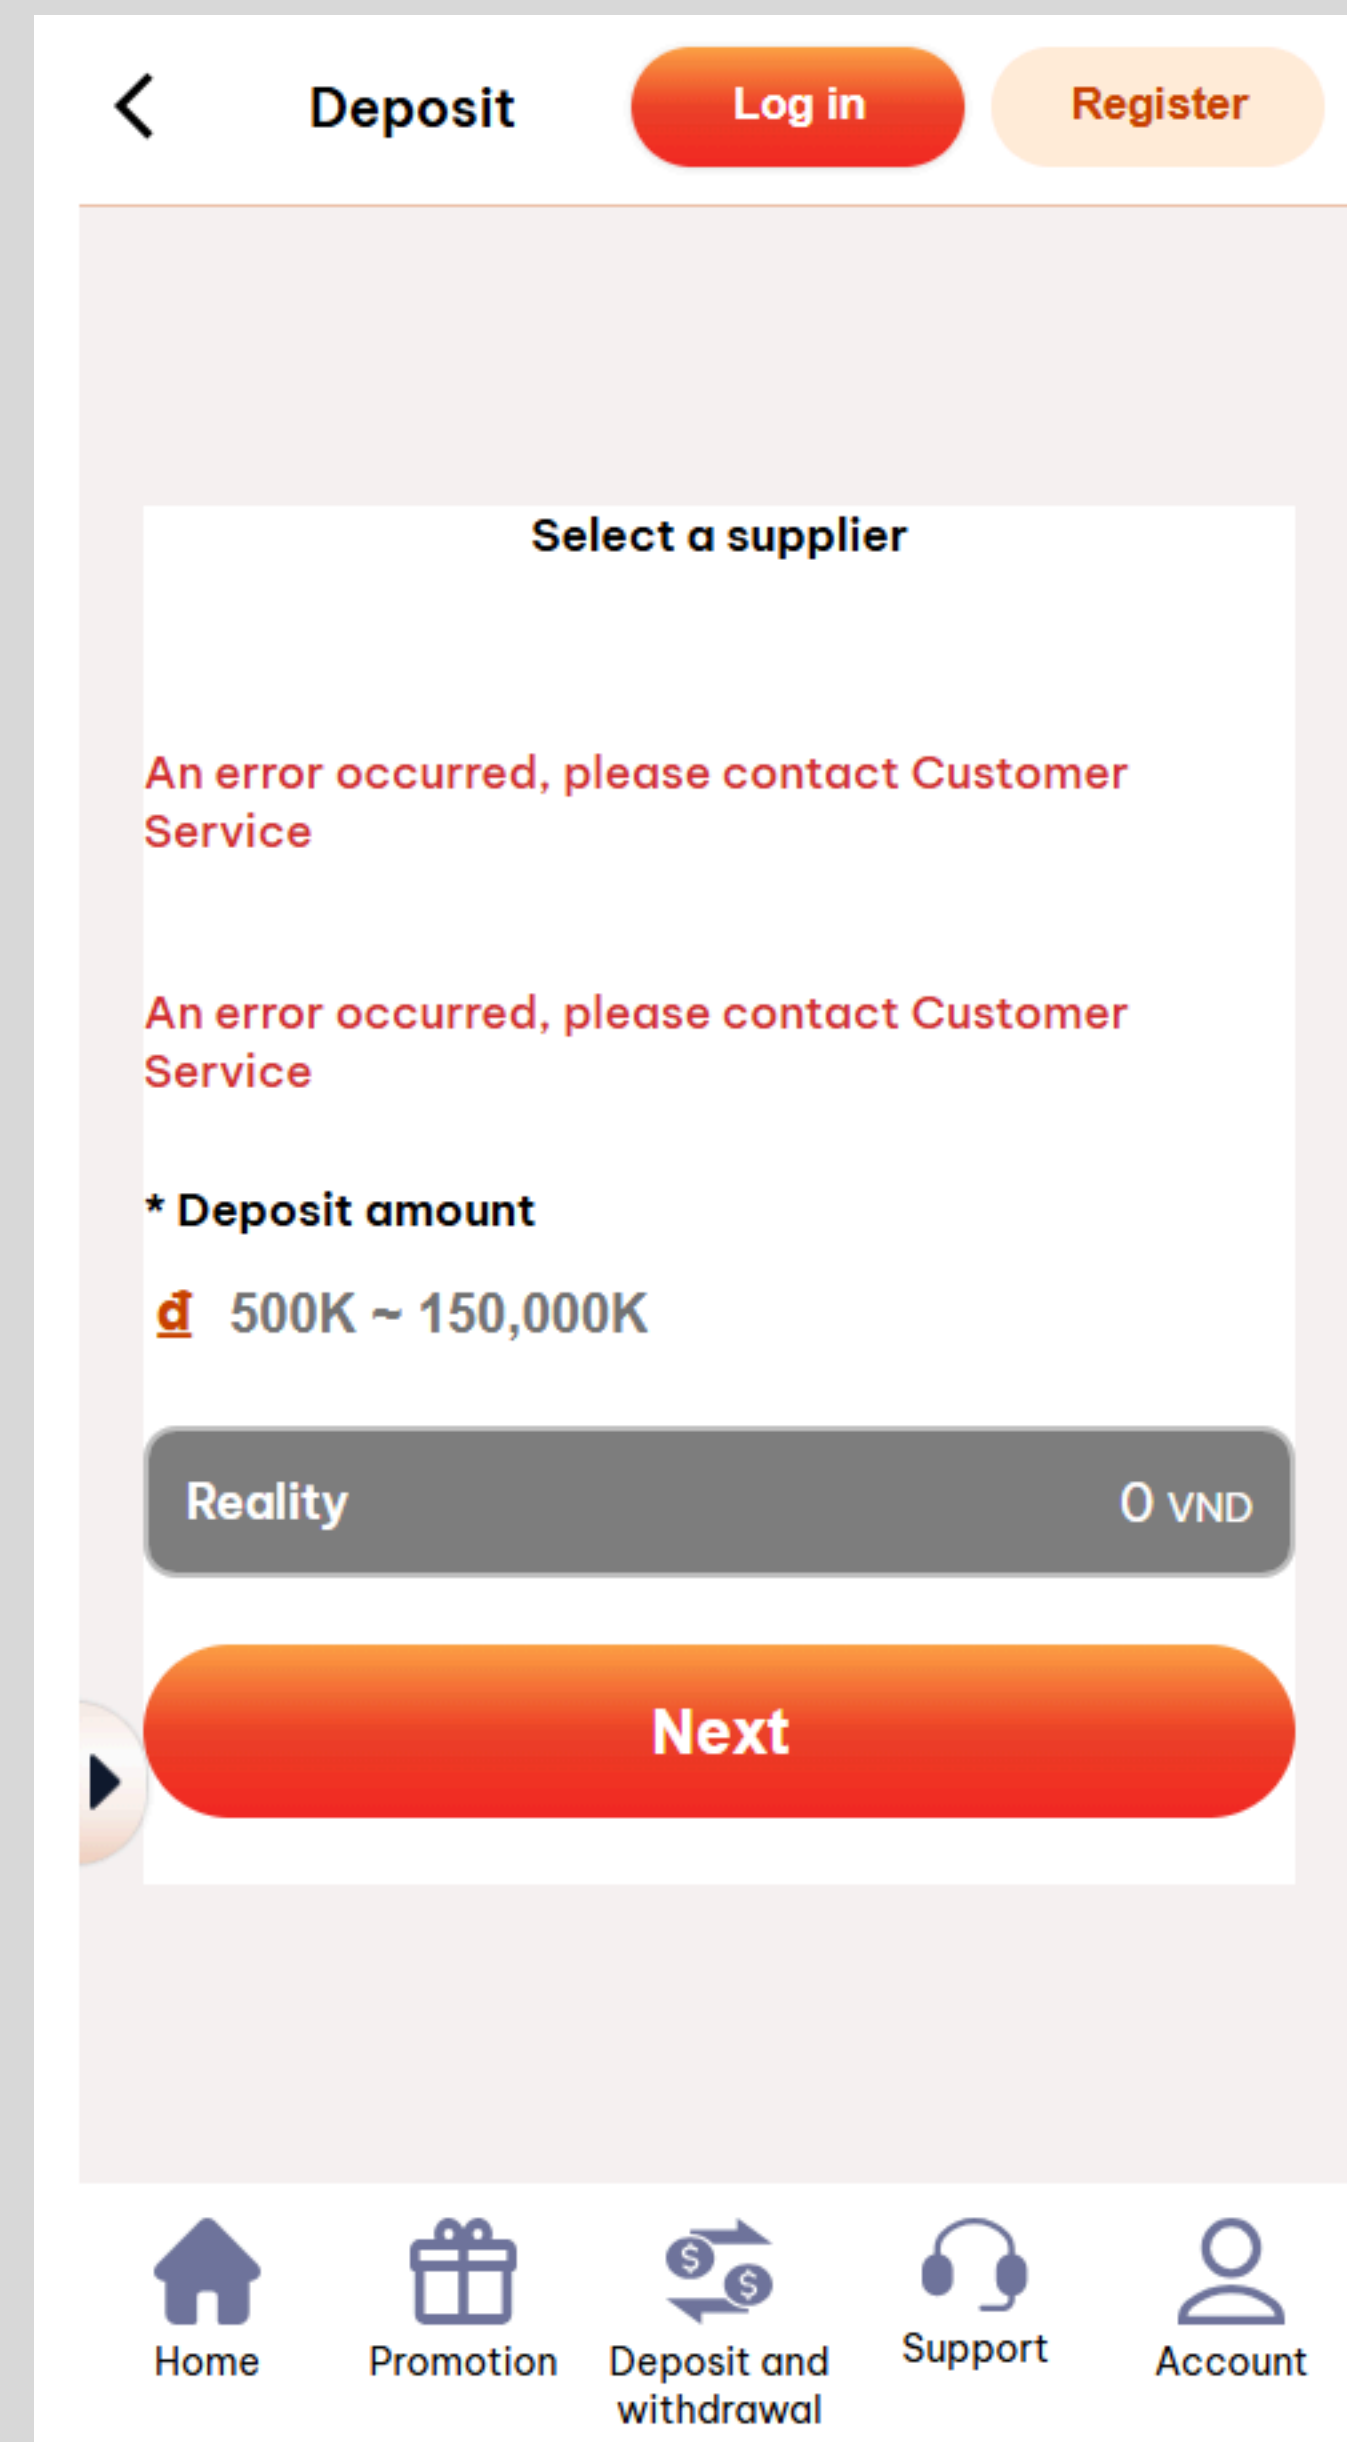 Deposit
Log in
Register
Select a supplier
An error occurred, please contact Customer
Service
An error occurred, please contact Customer
Service
* Deposit amount
đ 500K ~ 150,000K
Reality
0 VND
Next
Home
Promotion
Deposit and
withdrawal
Support
Account